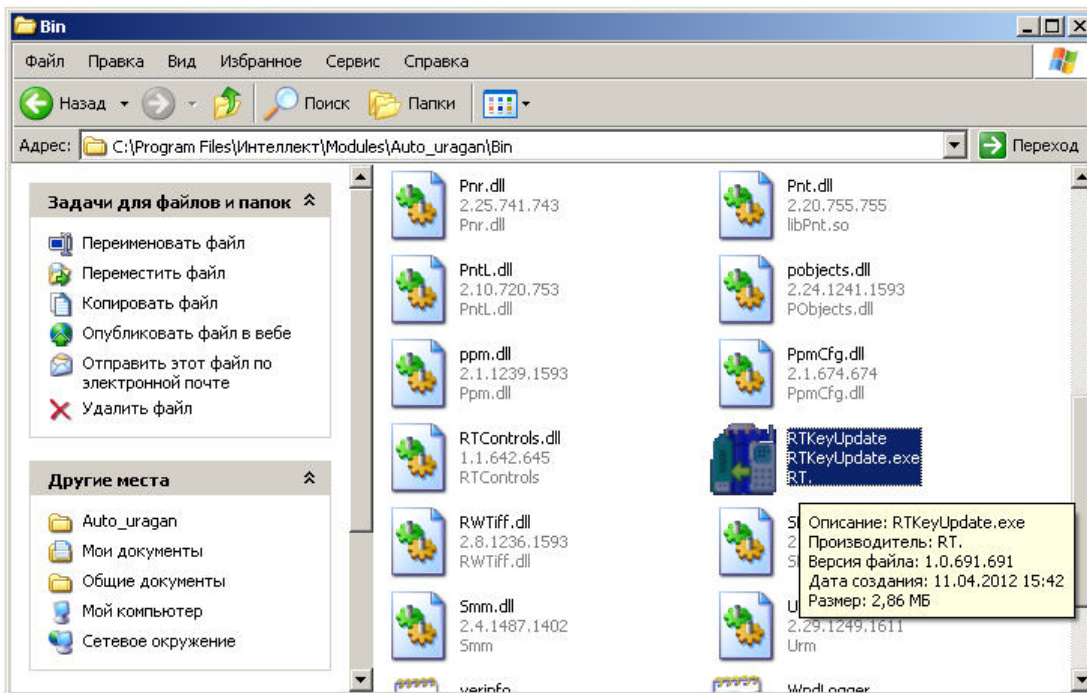 Bin
Файл Правка Вид Избранное Сервис Справка
Назад Поиск Папки
Адрес: C:\Program Files\Интеллект\Modules\Auto_uragan\Bin Переход
Задачи для файлов и папок
Переименовать файл
Переместить файл
Копировать файл
Опубликовать файл в вебе
Отправить этот файл по
электронной почте
Удалить файл
Другие места
Auto_uragan
Мои документы
Общие документы
Мой компьютер
Сетевое окружение
Pnr.dll
2.25.741.743
Pnr.dll
Pnt.dll
2.20.755.755
libPnt.so
PntL.dll
2.10.720.753
PntL.dll
pobjects.dll
2.24.1241.1593
PObjects.dll
ppm.dll
2.1.1239.1593
Ppm.dll
PpmCfg.dll
2.1.674.674
PpmCfg.dll
RTControls.dll
1.1.642.645
RTControls
RTKeyUpdate
RTKeyUpdate.exe
RT.
RWTiff.dll
2.8.1236.1593
RWTiff.dll
Описание: RTKeyUpdate.exe
Производитель: RT.
Версия файла: 1.0.691.691
Дата создания: 11.04.2012 15:42
Размер: 2,86 МБ
Smm.dll
2.4.1487.1402
Smm
2.29.1249.1611
Urm
verinfo
WndLogger